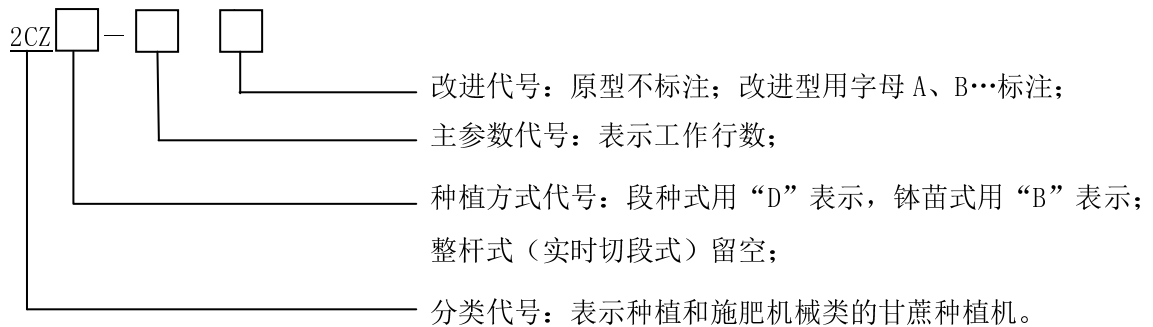 2CZ□-□ □
改进代号：原型不标注；改进型用字母 A、B…标注；
主参数代号：表示工作行数；
种植方式代号：段种式用“D”表示，钵苗式用“B”表示；
整杆式（实时切段式）留空；
分类代号：表示种植和施肥机械类的甘蔗种植机。